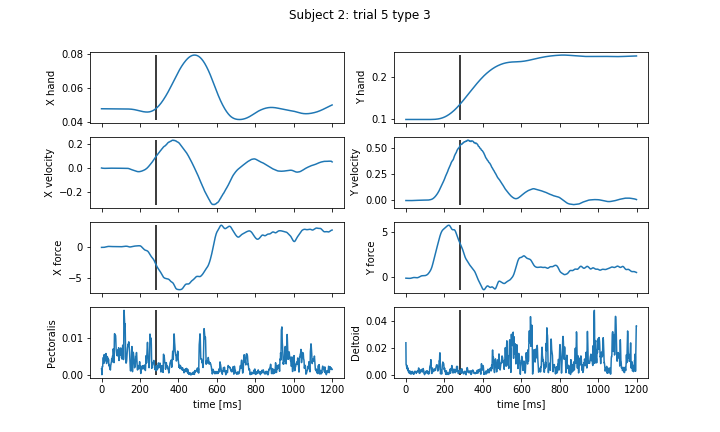 Subject 2: trial 5 type 3
X hand
0.08
0.06
0.04
Y hand
0.2
0.1
X velocity
0.2
0.0
−0.2
Y velocity
0.50
0.25
0.00
X force
0
−5
Y force
5
0
Pectoralis
0.01
0.00
0 200 400 600 800 1000 1200
time [ms]
Deltoid
0.04
0.02
0.00
0 200 400 600 800 1000 1200
time [ms]